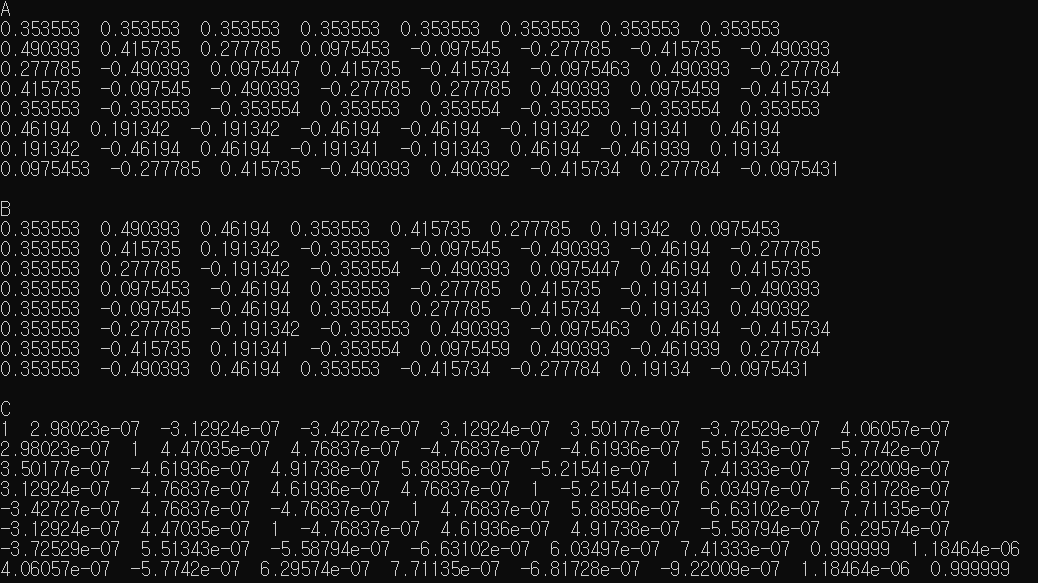 A
0.353553 0.353553 0.353553 0.353553 0.353553 0.353553 0.353553 0.353553
0.490393 0.415735 0.277785 0.0975453 -0.097545 -0.277785 -0.415735 -0.490393
0.277785 -0.490393 0.0975447 0.415735 -0.415734 -0.0975463 0.490393 -0.277784
0.415735 -0.097545 -0.490393 -0.277785 0.277785 0.490393 0.0975459 -0.415734
0.353553 -0.353553 -0.353554 0.353553 0.353554 -0.353553 -0.353554 0.353553
0.46194 0.191342 -0.191342 -0.46194 -0.46194 -0.191342 0.191341 0.46194
0.191342 -0.46194 0.46194 -0.191341 -0.191343 0.46194 -0.461939 0.19134
0.0975453 -0.277785 0.415735 -0.490393 0.490392 -0.415734 0.277784 -0.0975431
B
0.353553 0.490393 0.46194 0.353553 0.415735 0.277785 0.191342 0.0975453
0.353553 0.415735 0.191342 -0.353553 -0.097545 -0.490393 -0.46194 -0.277785
0.353553 0.277785 -0.191342 -0.353554 -0.490393 0.0975447 0.46194 0.415735
0.353553 0.0975453 -0.46194 0.353553 -0.277785 0.415735 -0.191341 -0.490393
0.353553 -0.097545 -0.46194 0.353554 0.277785 -0.415734 -0.191343 0.490392
0.353553 -0.277785 -0.191342 -0.353553 0.490393 -0.0975463 0.46194 -0.415734
0.353553 -0.415735 0.191341 -0.353554 0.0975459 0.490393 -0.461939 0.277784
0.353553 -0.490393 0.46194 0.353553 -0.415734 -0.277784 0.19134 -0.0975431
C
1 2.98023e-07 -3.12924e-07 -3.42727e-07 3.12924e-07 3.50177e-07 -3.72529e-07 4.06057e-07
2.98023e-07 1 4.47035e-07 4.76837e-07 -4.76837e-07 -4.61936e-07 5.51343e-07 -5.7742e-07
3.50177e-07 -4.61936e-07 4.91738e-07 5.88596e-07 -5.21541e-07 1 7.41333e-07 -9.22009e-07
3.12924e-07 -4.76837e-07 4.61936e-07 4.76837e-07 1 -5.21541e-07 6.03497e-07 -6.81728e-07
-3.42727e-07 4.76837e-07 -4.76837e-07 1 4.76837e-07 5.88596e-07 -6.63102e-07 7.71135e-07
-3.12924e-07 4.47035e-07 1 -4.76837e-07 4.61936e-07 4.91738e-07 -5.58794e-07 6.29574e-07
-3.72529e-07 5.51343e-07 -5.58794e-07 -6.63102e-07 6.03497e-07 7.41333e-07 0.999999 1.18464e-06
4.06057e-07 -5.7742e-07 6.29574e-07 7.71135e-07 -6.81728e-07 -9.22009e-07 1.18464e-06 0.999999